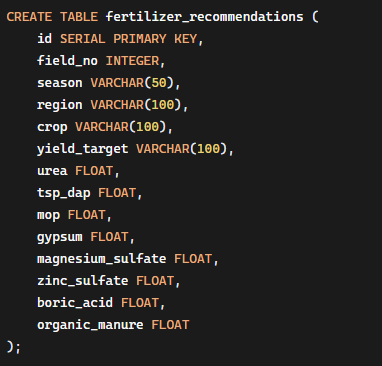 CREATE TABLE fertilizer_recommendations (
    id SERIAL PRIMARY KEY,
    field_no INTEGER,
    season VARCHAR(50),
    region VARCHAR(100),
    crop VARCHAR(100),
    yield_target VARCHAR(100),
    urea FLOAT,
    tsp_dap FLOAT,
    mop FLOAT,
    gypsum FLOAT,
    magnesium_sulfate FLOAT,
    zinc_sulfate FLOAT,
    boric_acid FLOAT,
    organic_manure FLOAT
);